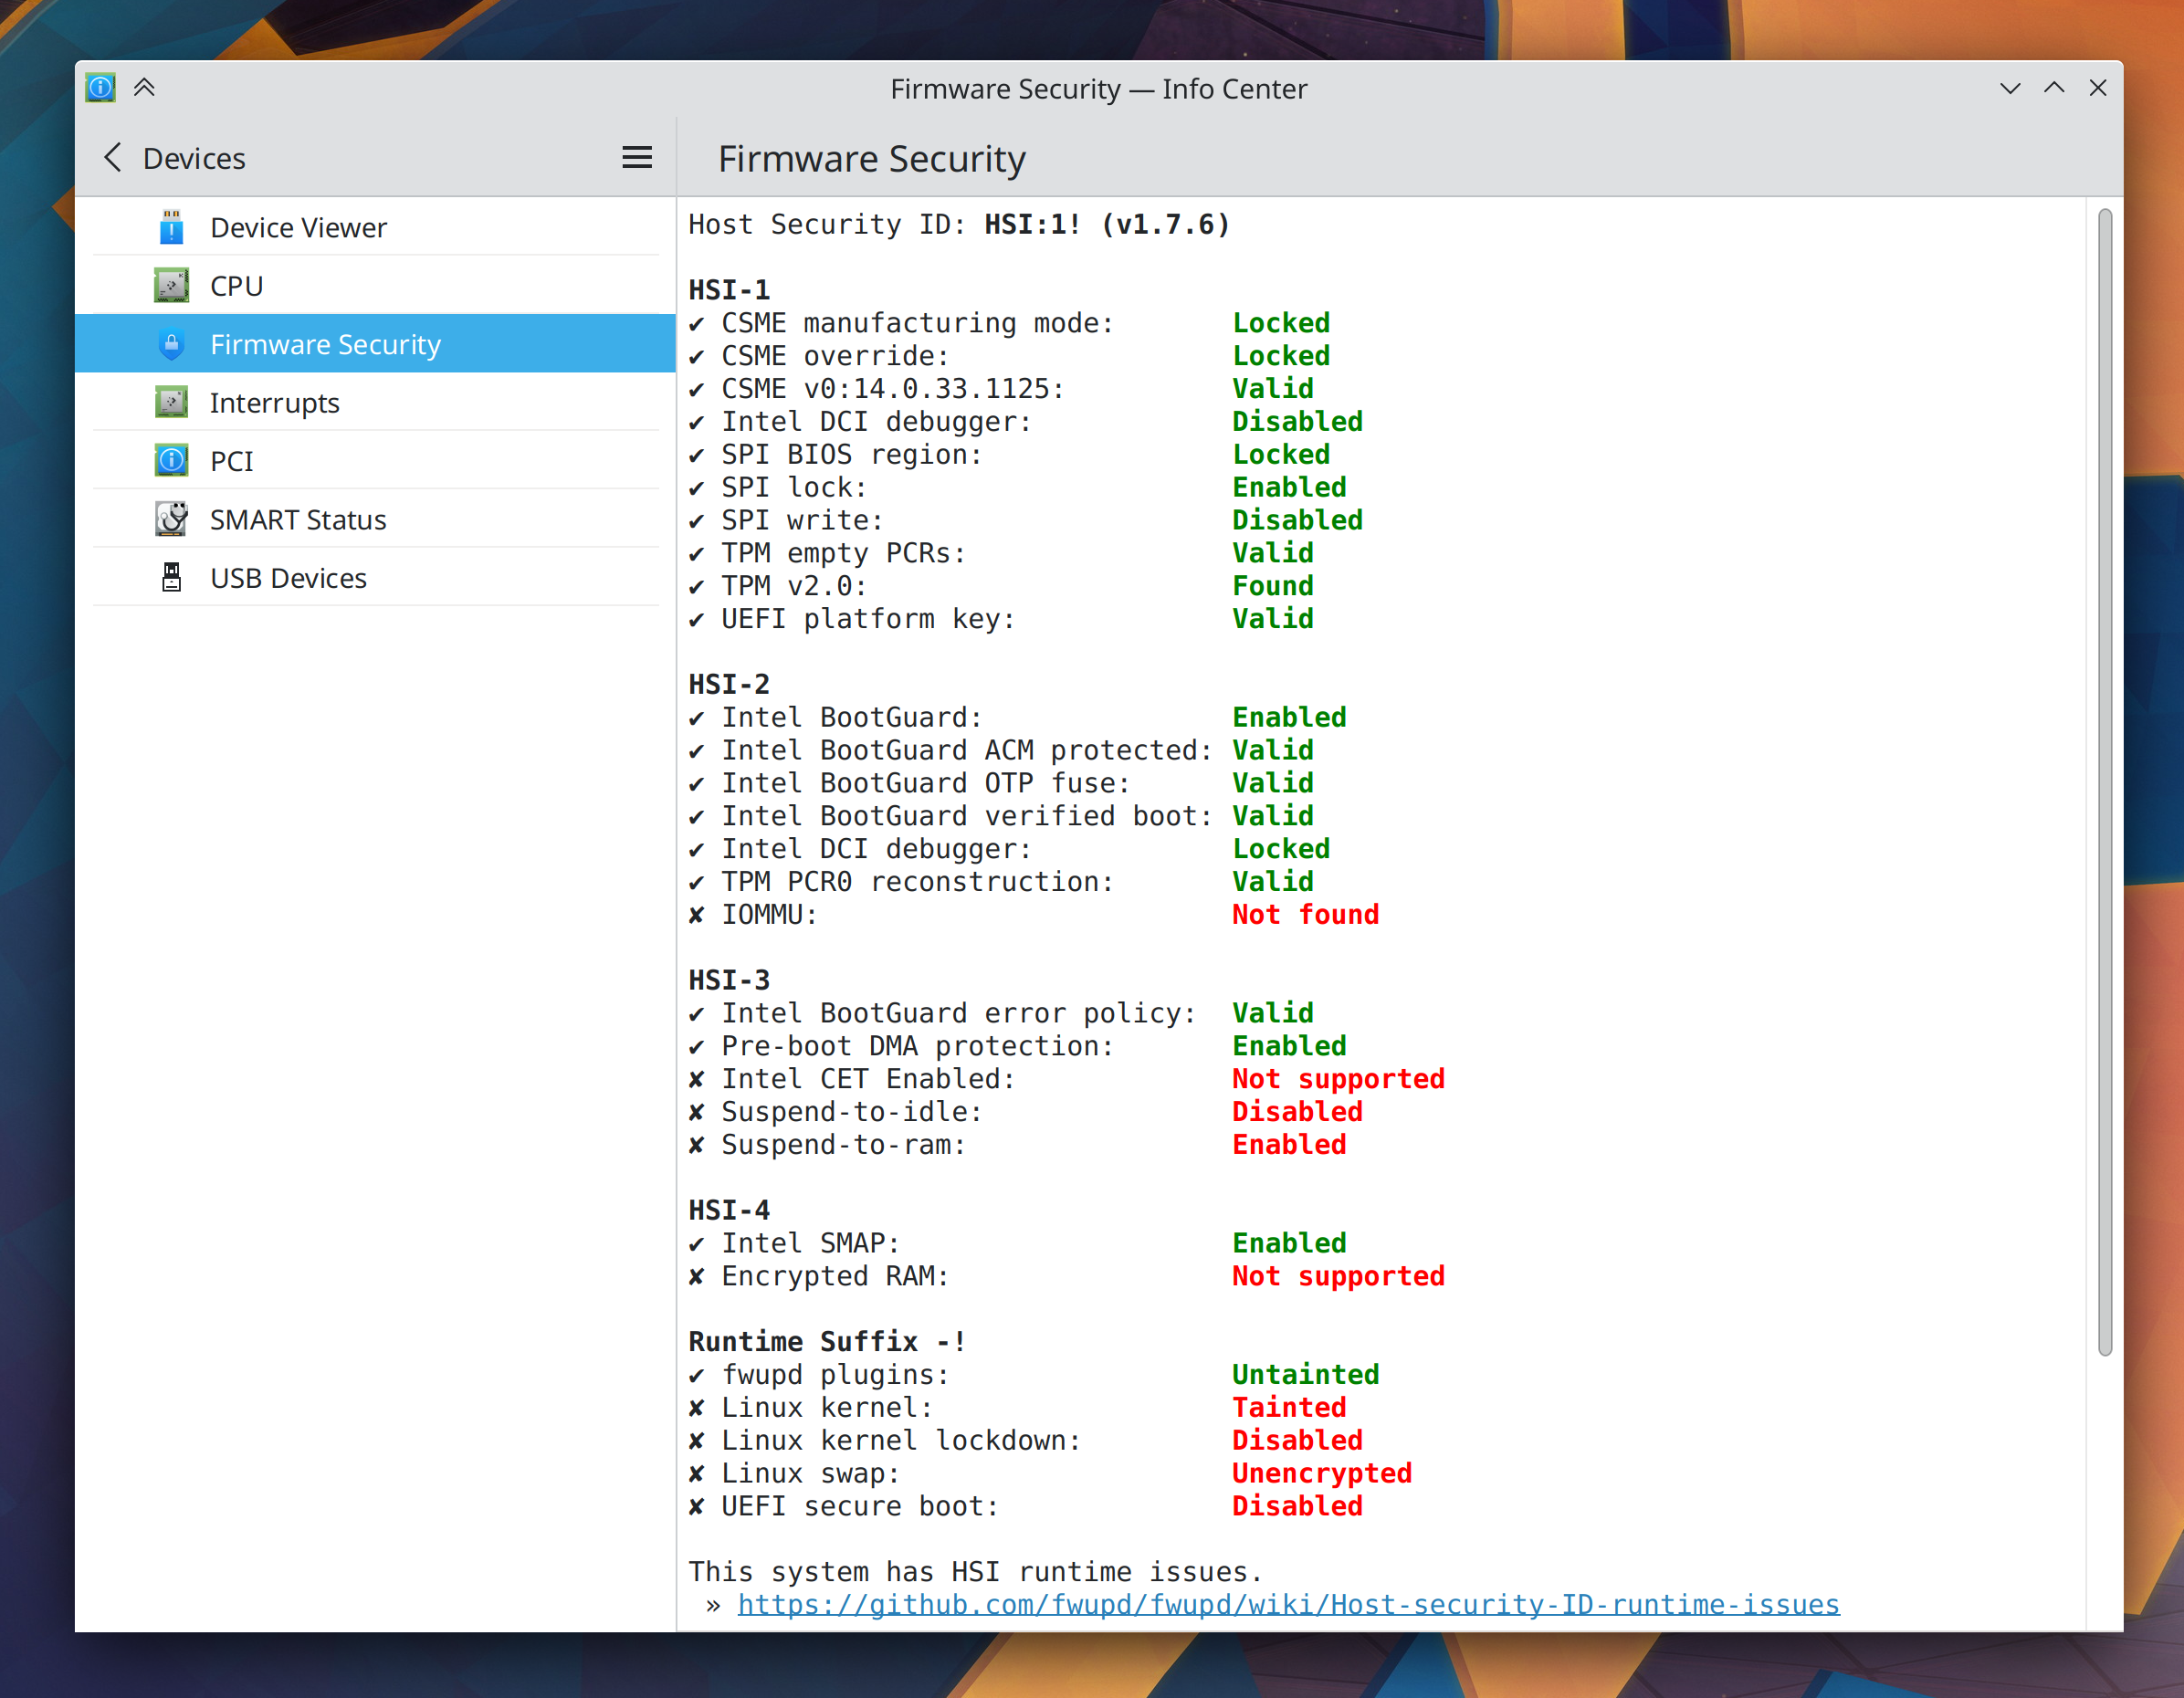 Firmware Security — Info Center
Devices
Firmware Security
Device Viewer
CPU
Firmware Security
Interrupts
PCI
SMART Status
USB Devices
Host Security ID: HSI:1! (v1.7.6)
HSI-1
✔ CSME manufacturing mode: Locked
✔ CSME override: Locked
✔ CSME v0:14.0.33.1125: Valid
✔ Intel DCI debugger: Disabled
✔ SPI BIOS region: Locked
✔ SPI lock: Enabled
✔ SPI write: Disabled
✔ TPM empty PCRs: Valid
✔ TPM v2.0: Found
✔ UEFI platform key: Valid
HSI-2
✔ Intel BootGuard: Enabled
✔ Intel BootGuard ACM protected: Valid
✔ Intel BootGuard OTP fuse: Valid
✔ Intel BootGuard verified boot: Valid
✔ Intel DCI debugger: Locked
✔ TPM PCR0 reconstruction: Valid
✘ IOMMU: Not found
HSI-3
✔ Intel BootGuard error policy: Valid
✔ Pre-boot DMA protection: Enabled
✘ Intel CET Enabled: Not supported
✘ Suspend-to-idle: Disabled
✘ Suspend-to-ram: Enabled
HSI-4
✔ Intel SMAP: Enabled
✘ Encrypted RAM: Not supported
Runtime Suffix -!
✔ fwupd plugins: Untainted
✘ Linux kernel: Tainted
✘ Linux kernel lockdown: Disabled
✘ Linux swap: Unencrypted
✘ UEFI secure boot: Disabled
This system has HSI runtime issues.
» https://github.com/fwupd/fwupd/wiki/Host-security-ID-runtime-issues